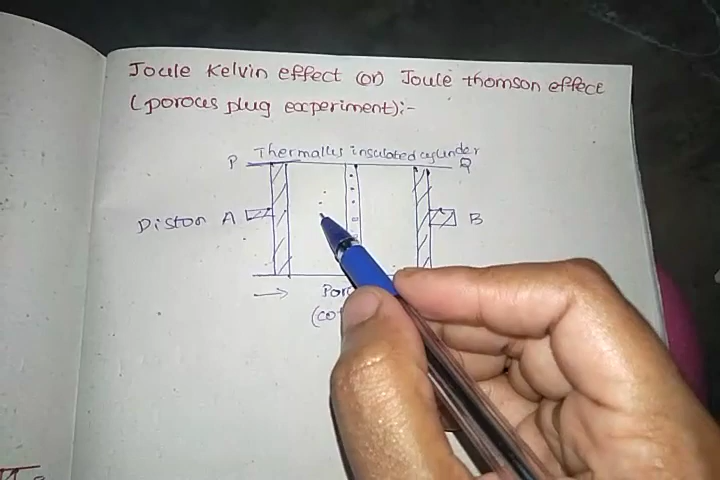 Joule Kelvin effect (or) Joule thomson effect
(porous plug experiment):-
P Thermally insulated cylinder Q
Piston A B